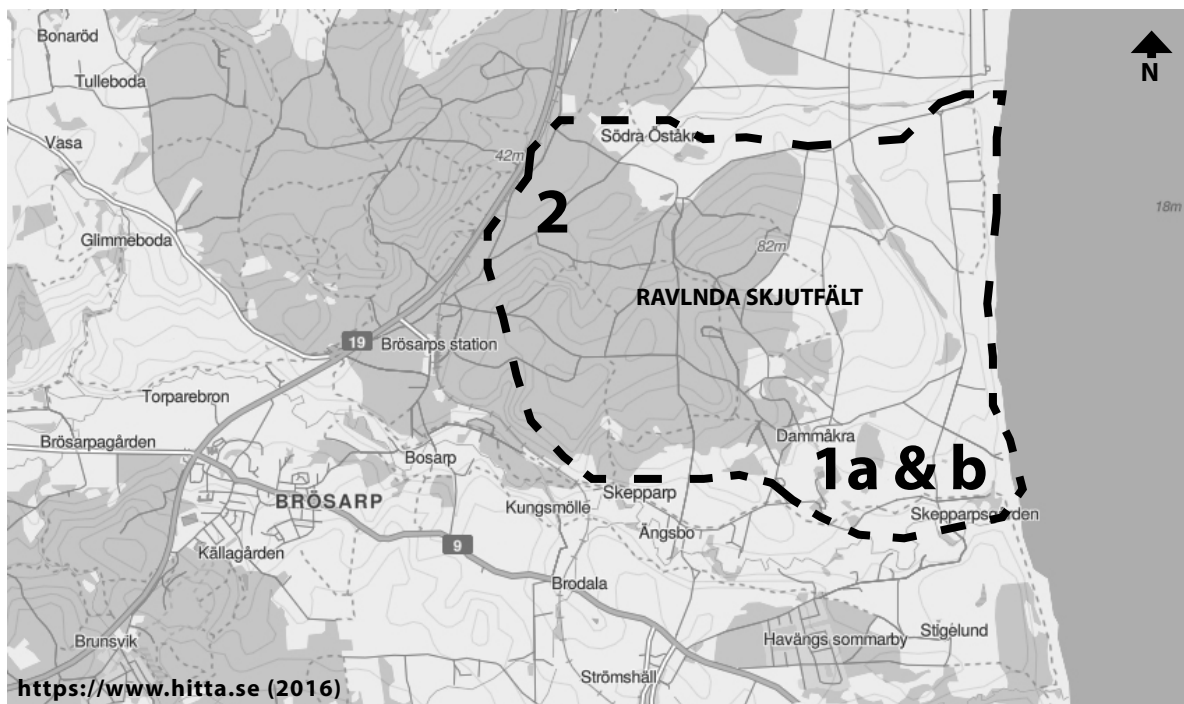 Bonaröd
N
Tulleboda
Södra Öståkr
Vasa
42m
2
18m
Glimmeboda
82m
RAVLNDA SKJUTFÄLT
19
Brösarps station
Torparebron
Dammåkra
Brösarpagården
Bosarp
1a & b
BRÖSARP
Skepparp
Kungsmölle
Skepparpsgården
Ängsbo
Källagården
9
Brodala
Brunsvik
Havängs sommarby
Stigelund
Strömshäll
https://www.hitta.se (2016)